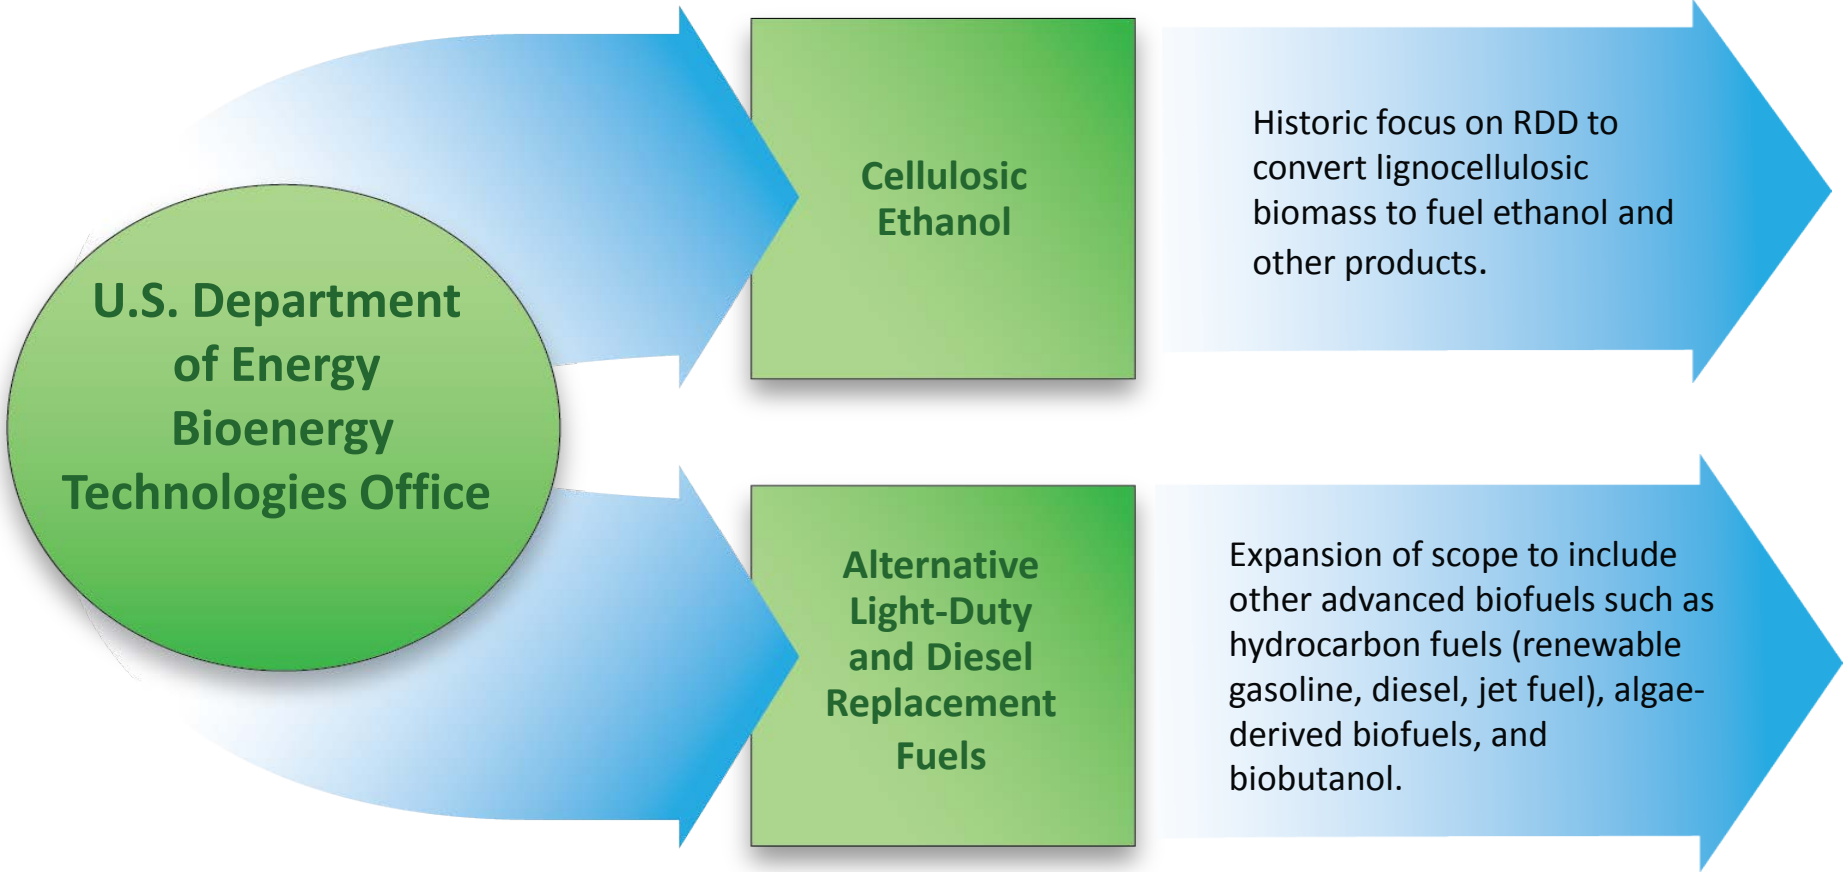 U.S. Department
of Energy
Bioenergy
Technologies Office
Cellulosic
Ethanol
Historic focus on RDD to
convert lignocellulosic
biomass to fuel ethanol and
other products.
Alternative
Light-Duty
and Diesel
Replacement
Fuels
Expansion of scope to include
other advanced biofuels such as
hydrocarbon fuels (renewable
gasoline, diesel, jet fuel), algae-
derived biofuels, and
biobutanol.